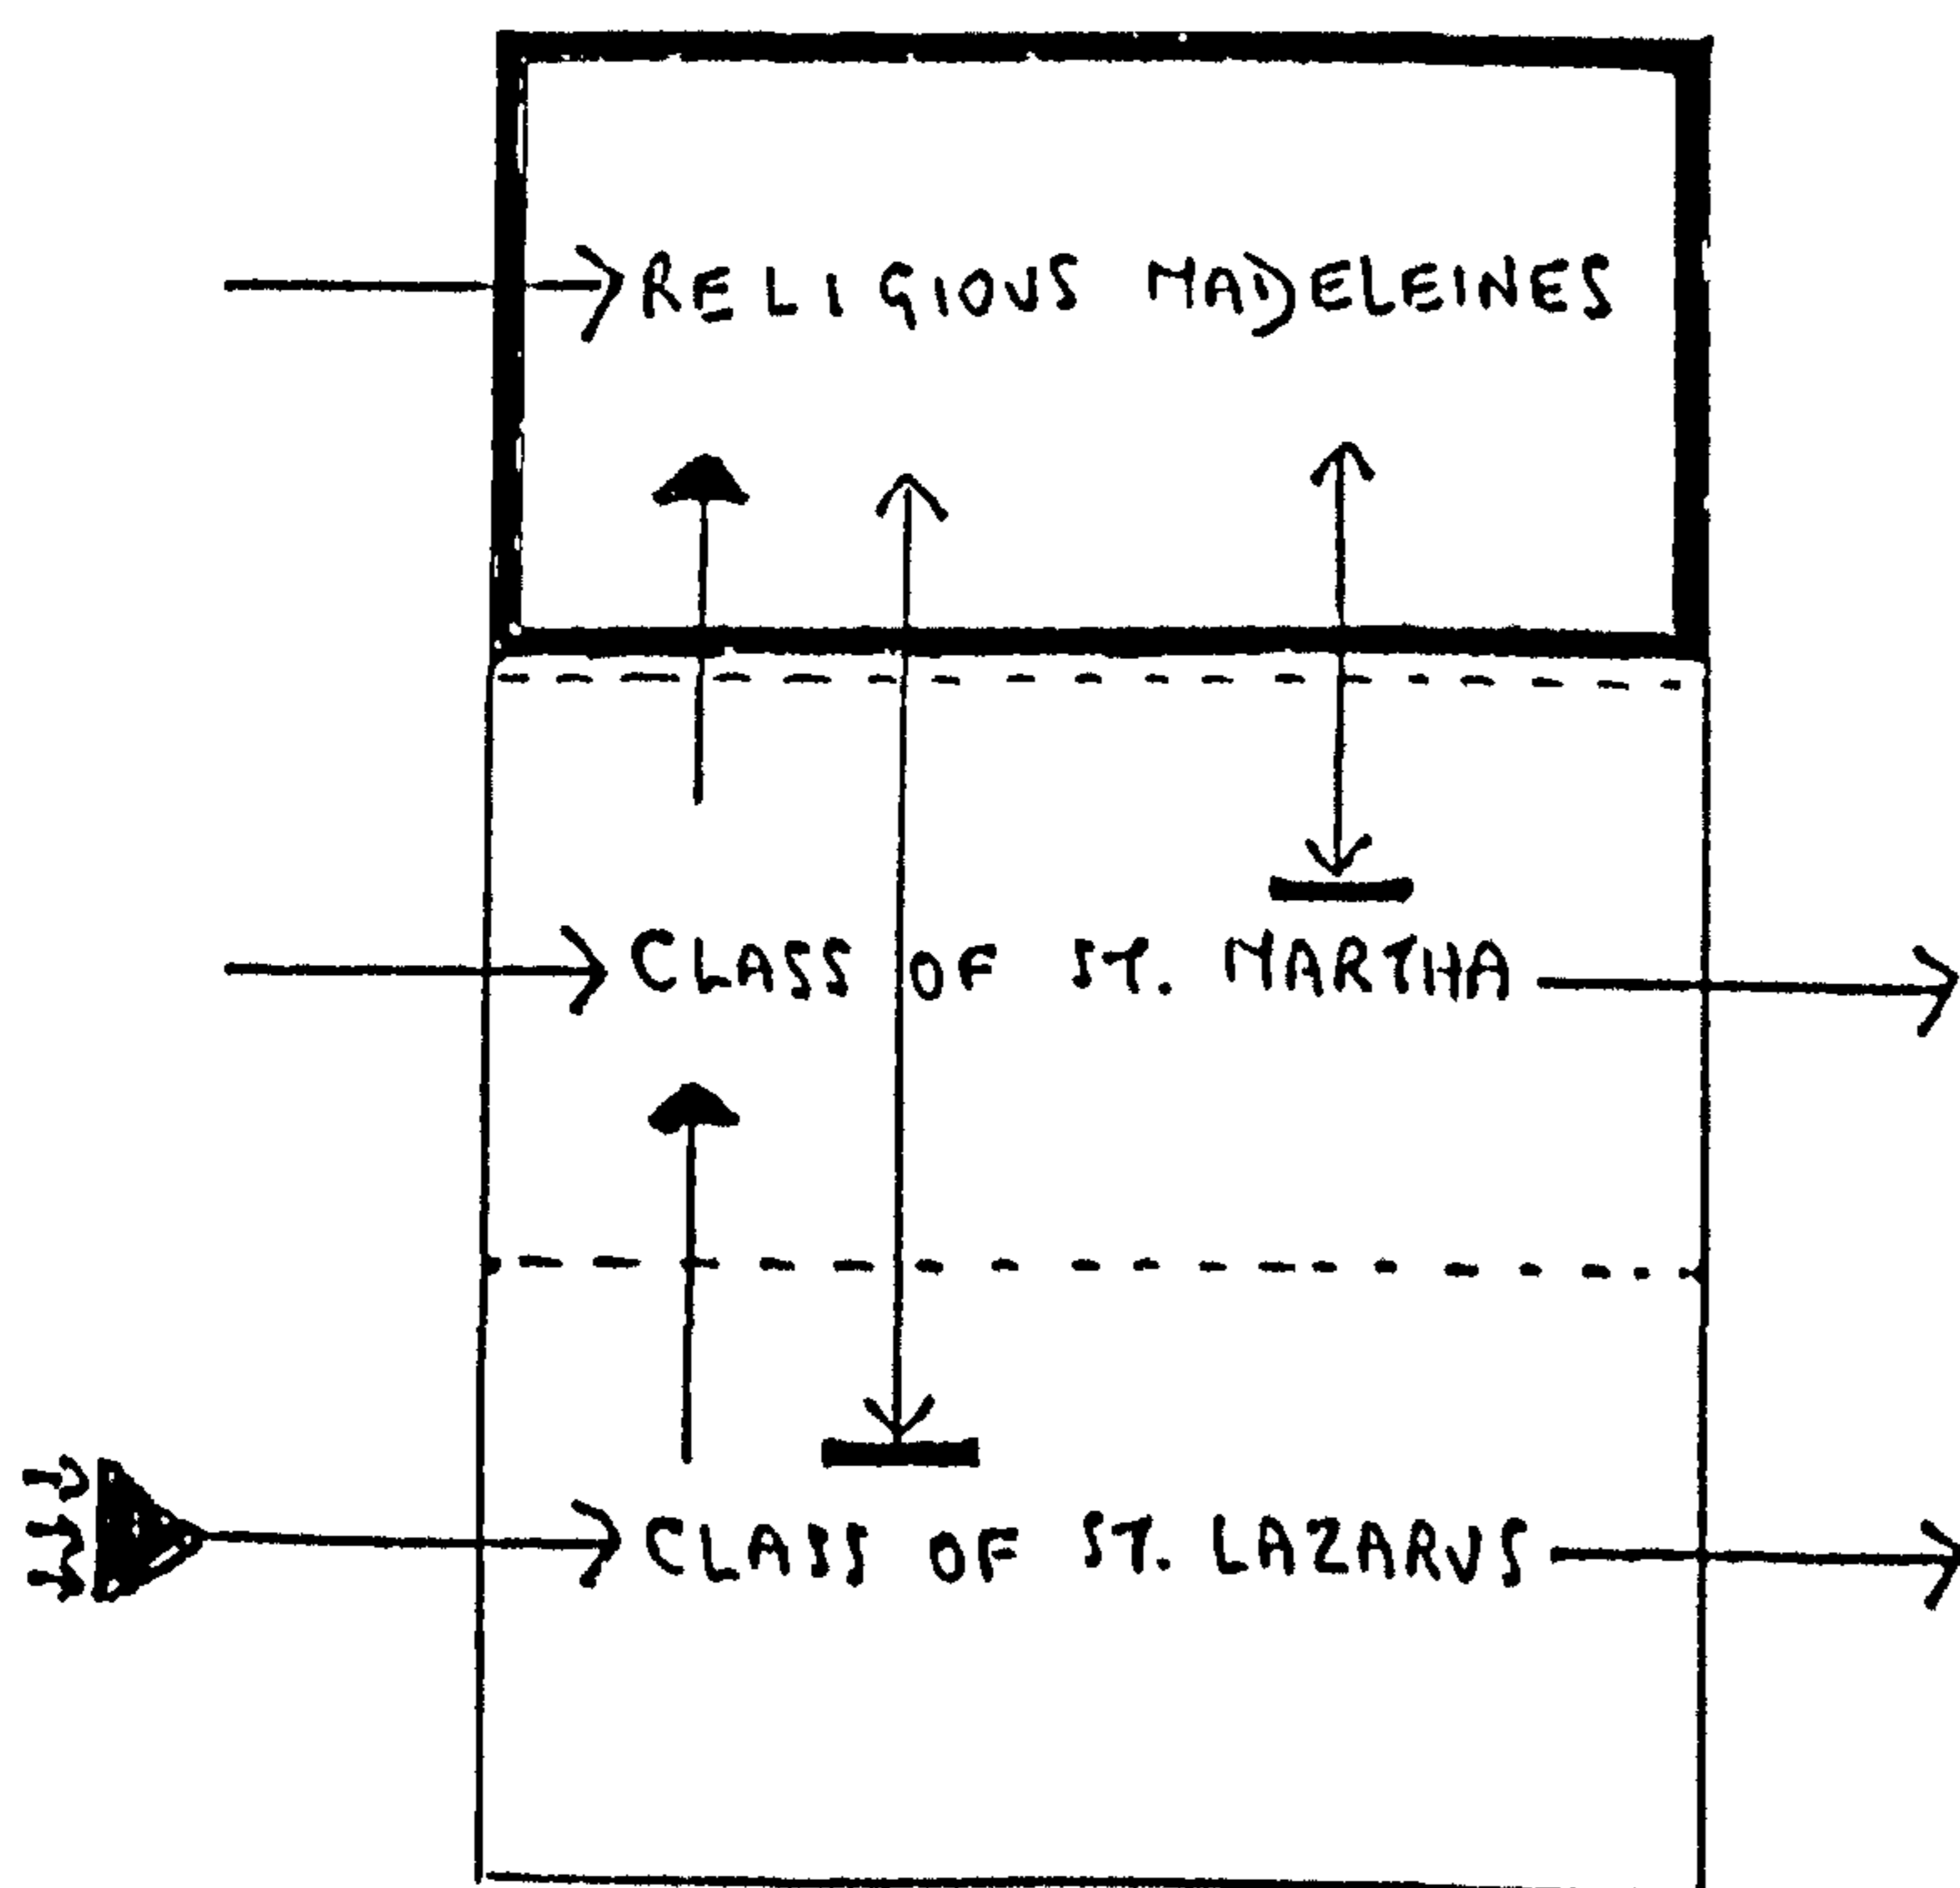 RELIGIOUS MADELEINES
CLASS OF ST. MARTHA
CLASS OF ST. LAZARUS